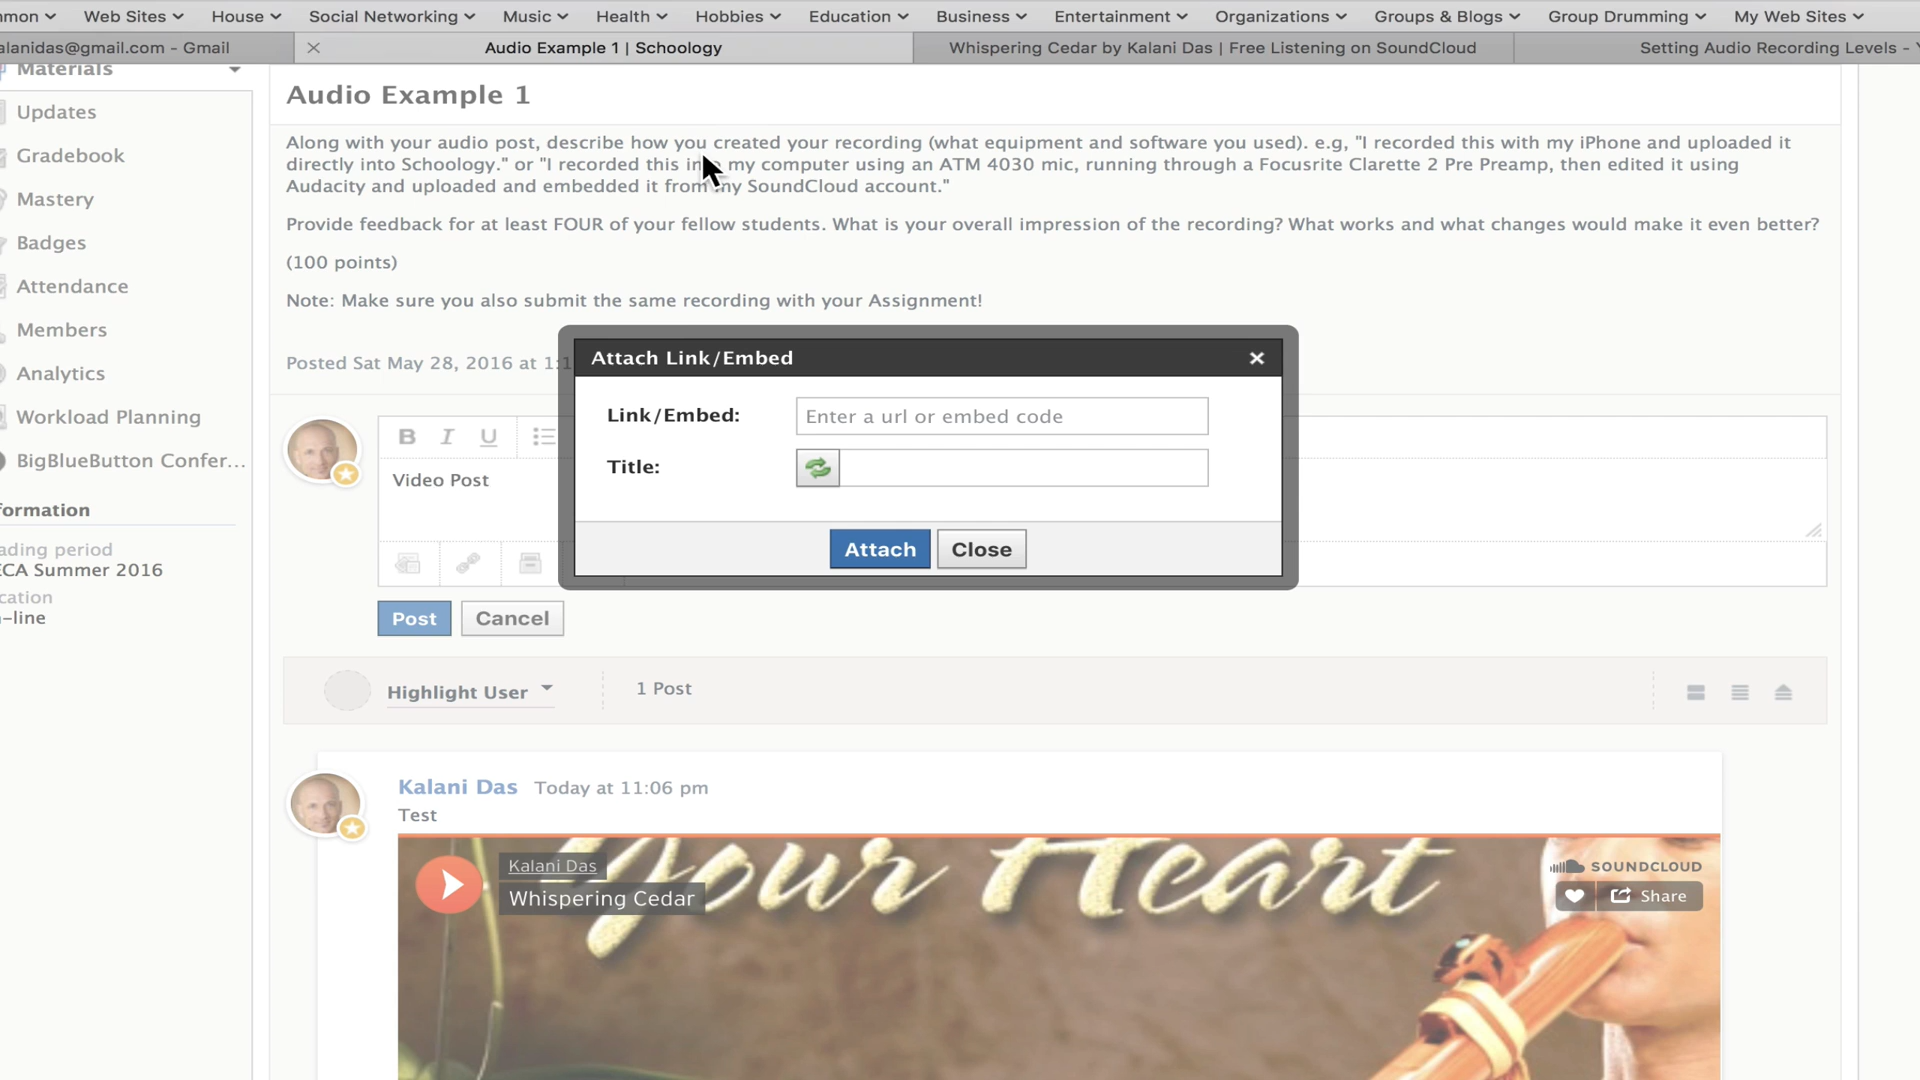 mon
Web Sites
House
Social Networking
Music
Health
Hobbies
Education
Business
Entertainment
Organizations
Groups & Blogs
Group Drumming
My Web Sites
alanidas@gmail.com - Gmail
Audio Example 1 | Schoology
Whispering Cedar by Kalani Das | Free Listening on SoundCloud
Setting Audio Recording Levels -
Materials
Updates
Gradebook
Mastery
Badges
Attendance
Members
Analytics
Workload Planning
BigBlueButton Confer...
formation
ading period
ECA Summer 2016
cation
-line
Audio Example 1
Along with your audio post, describe how you created your recording (what equipment and software you used). e.g, "I recorded this with my iPhone and uploaded it
directly into Schoology." or "I recorded this into my computer using an ATM 4030 mic, running through a Focusrite Clarette 2 Pre Preamp, then edited it using
Audacity and uploaded and embedded it from my SoundCloud account."
Provide feedback for at least FOUR of your fellow students. What is your overall impression of the recording? What works and what changes would make it even better?
(100 points)
Note: Make sure you also submit the same recording with your Assignment!
Posted Sat May 28, 2016 at 1:1
Attach Link/Embed
Link/Embed:
Enter a url or embed code
Title:
Attach
Close
B I U
Video Post
Post
Cancel
Highlight User
1 Post
Kalani Das
Today at 11:06 pm
Test
Your Heart
Kalani Das
Whispering Cedar
SOUNDCLOUD
Share